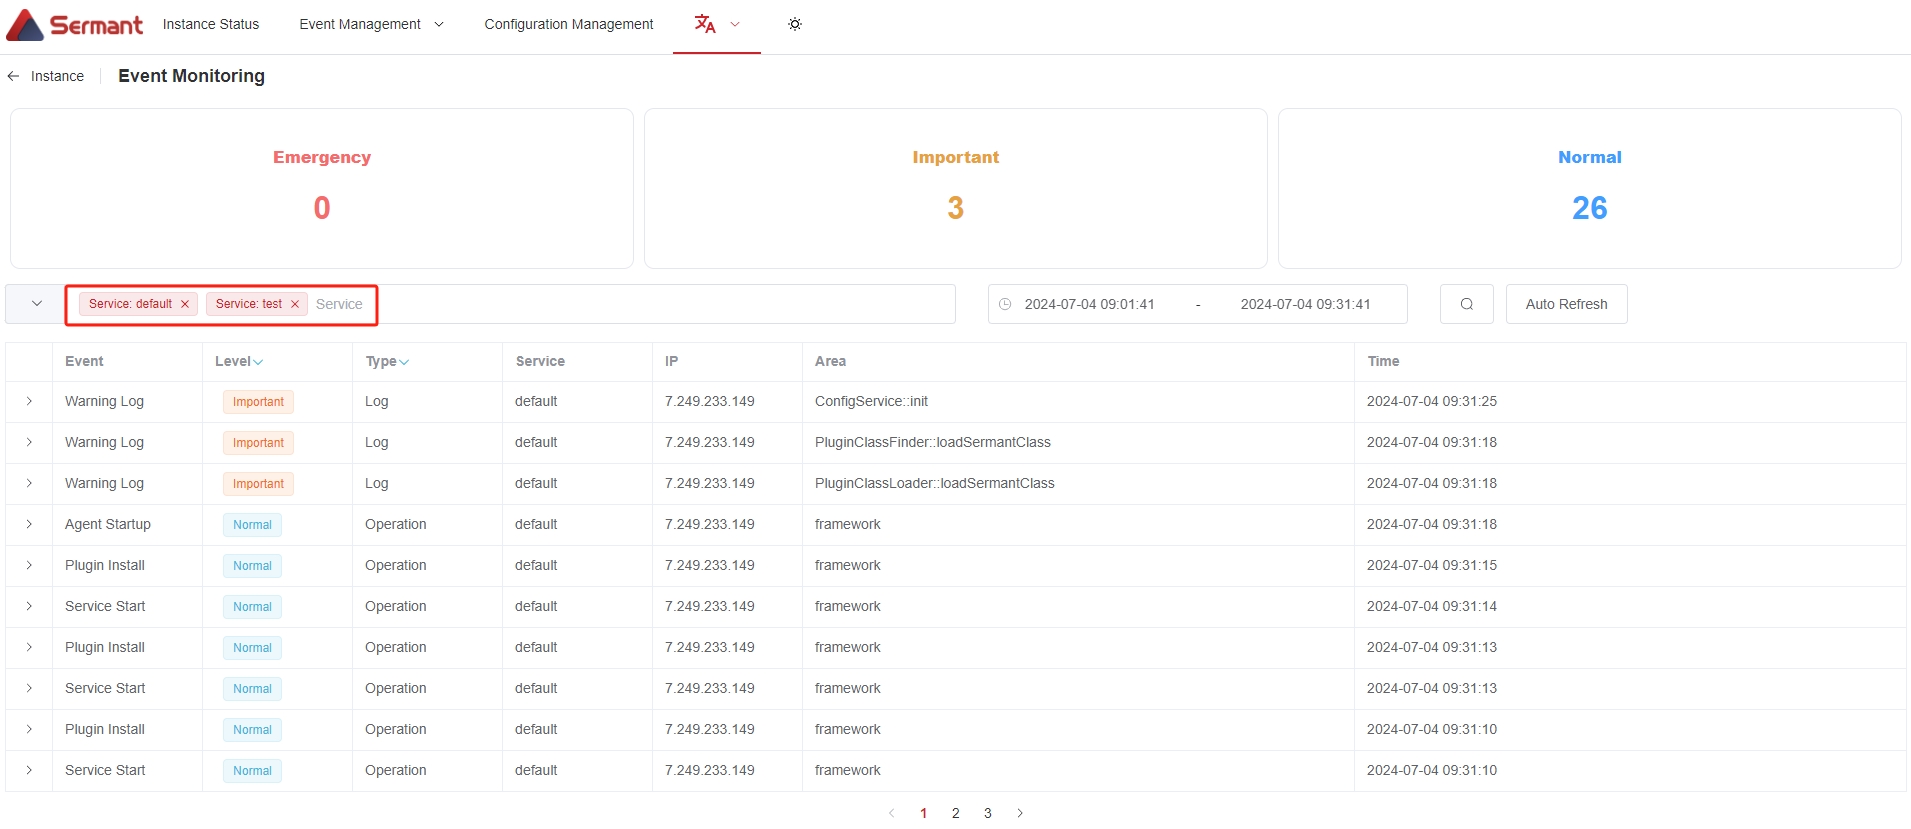 Sermant Instance Status Event Management Configuration Management
Instance Event Monitoring
Emergency Important Normal
0 3 26
Service: default Service: test Service 2024-07-04 09:01:41 - 2024-07-04 09:31:41 Auto Refresh
Event Level Type Service IP Area Time
Warning Log Important Log default 7.249.233.149 ConfigService::init 2024-07-04 09:31:25
Warning Log Important Log default 7.249.233.149 PluginClassFinder::loadSermantClass 2024-07-04 09:31:18
Warning Log Important Log default 7.249.233.149 PluginClassLoader::loadSermantClass 2024-07-04 09:31:18
Agent Startup Normal Operation default 7.249.233.149 framework 2024-07-04 09:31:18
Plugin Install Normal Operation default 7.249.233.149 framework 2024-07-04 09:31:15
Service Start Normal Operation default 7.249.233.149 framework 2024-07-04 09:31:14
Plugin Install Normal Operation default 7.249.233.149 framework 2024-07-04 09:31:13
Service Start Normal Operation default 7.249.233.149 framework 2024-07-04 09:31:13
Plugin Install Normal Operation default 7.249.233.149 framework 2024-07-04 09:31:10
Service Start Normal Operation default 7.249.233.149 framework 2024-07-04 09:31:10
1 2 3